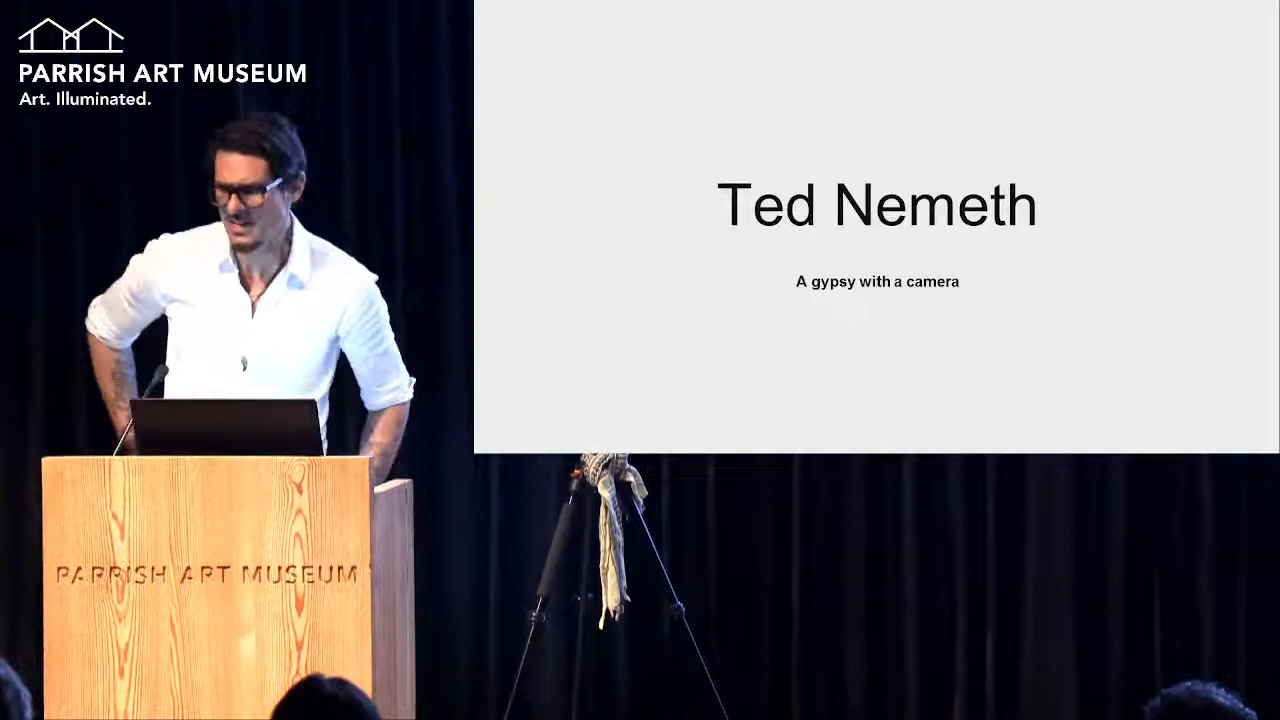 PARRISH ART MUSEUM
Art. Illuminated.
Ted Nemeth
A gypsy with a camera
PARRISH ART MUSEUM